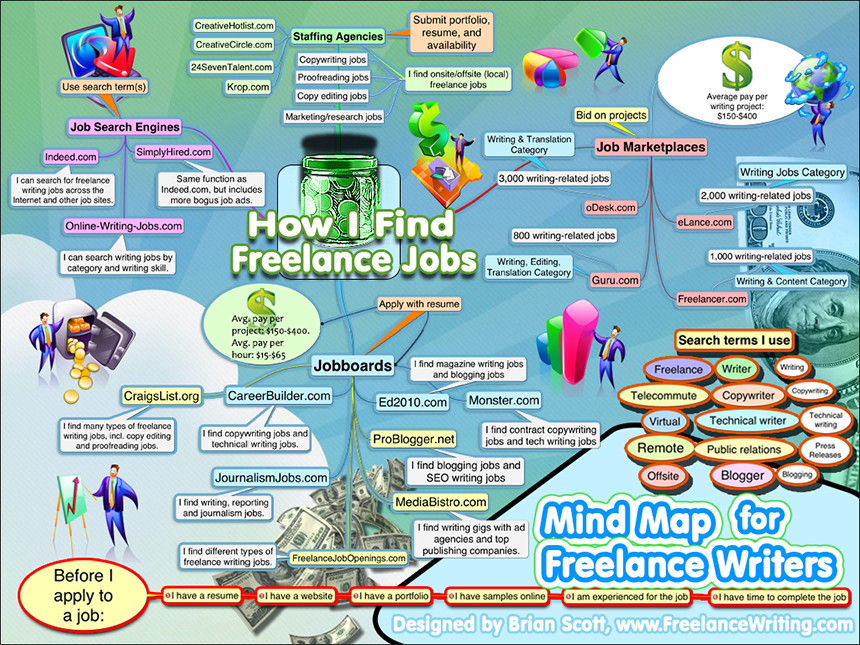 CreativeHotlist.com
CreativeCircle.com
24SevenTalent.com
Krop.com
Staffing Agencies
Submit portfolio,
resume, and
availability
Copywriting jobs
Proofreading jobs
Copy editing jobs
Marketing/research jobs
I find onsite/offsite (local)
freelance jobs
Use search term(s)
Job Search Engines
Indeed.com
SimplyHired.com
I can search for freelance
writing jobs across the
Internet and other job sites.
Same function as
Indeed.com, but includes
more bogus job ads.
Online-Writing-Jobs.com
I can search writing jobs by
category and writing skill.
How I Find
Freelance Jobs
Average pay per
writing project:
$150-$400
Bid on projects
Job Marketplaces
Writing & Translation
Category
3,000 writing-related jobs
oDesk.com
Writing Jobs Category
2,000 writing-related jobs
eLance.com
800 writing-related jobs
Writing, Editing,
Translation Category
Guru.com
1,000 writing-related jobs
Writing & Content Category
Freelancer.com
Avg. pay per
project: $150-$400.
Avg. pay per
hour: $15-$65
Apply with resume
Jobboards
CraigsList.org
I find many types of freelance
writing jobs, incl. copy editing
and proofreading jobs.
CareerBuilder.com
I find copywriting jobs and
technical writing jobs.
I find magazine writing jobs
and blogging jobs
Ed2010.com
Monster.com
I find contract copywriting
jobs and tech writing jobs
ProBlogger.net
I find blogging jobs and
SEO writing jobs
JournalismJobs.com
I find writing, reporting
and journalism jobs.
MediaBistro.com
I find writing gigs with ad
agencies and top
publishing companies.
I find different types of
freelance writing jobs.
FreelanceJobOpenings.com
Search terms I use
Freelance
Writer
Writing
Telecommute
Copywriter
Copywriting
Virtual
Technical writer
Technical
writing
Remote
Public relations
Press
Releases
Offsite
Blogger
Blogging
Mind Map for
Freelance Writers
Before I
apply to
a job:
I have a resume
I have a website
I have a portfolio
I have samples online
I am experienced for the job
I have time to complete the job
Designed by Brian Scott, www.FreelanceWriting.com